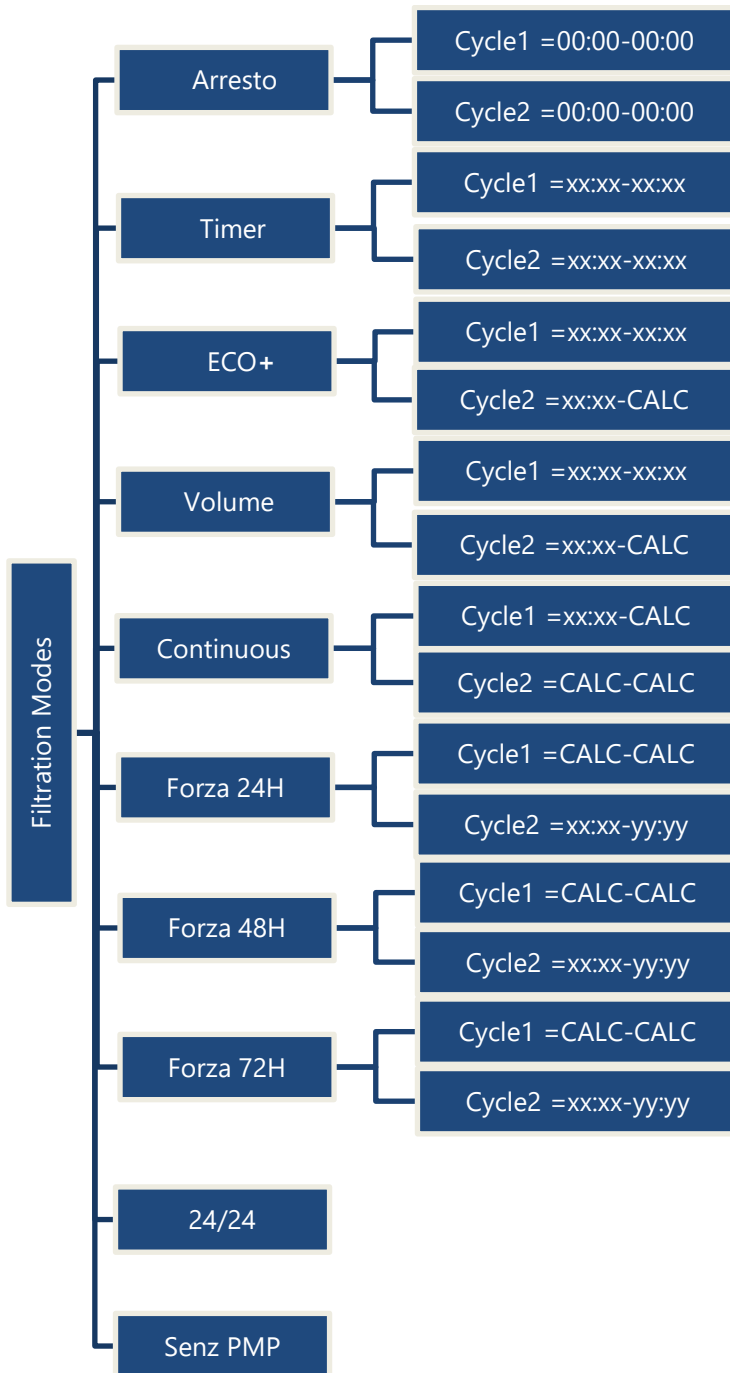 Filtration Modes
Arresto
Cycle1 =00:00-00:00
Cycle2 =00:00-00:00
Timer
Cycle1 =xx:xx-xx:xx
Cycle2 =xx:xx-xx:xx
ECO+
Cycle1 =xx:xx-xx:xx
Cycle2 =xx:xx-CALC
Volume
Cycle1 =xx:xx-xx:xx
Cycle2 =xx:xx-CALC
Continuous
Cycle1 =xx:xx-CALC
Cycle2 =CALC-CALC
Forza 24H
Cycle1 =CALC-CALC
Cycle2 =xx:xx-yy:yy
Forza 48H
Cycle1 =CALC-CALC
Cycle2 =xx:xx-yy:yy
Forza 72H
Cycle1 =CALC-CALC
Cycle2 =xx:xx-yy:yy
24/24
Senz PMP